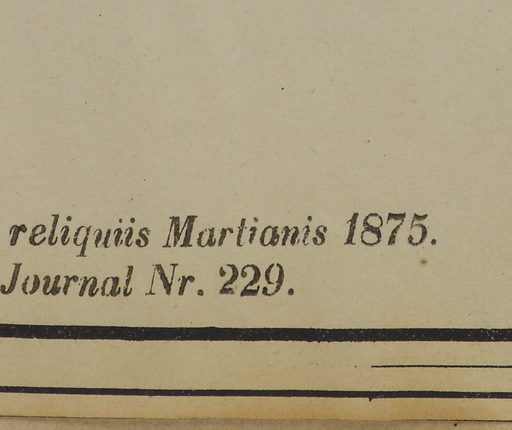 reliquiis Martianis 1875.
Journal Nr. 229.